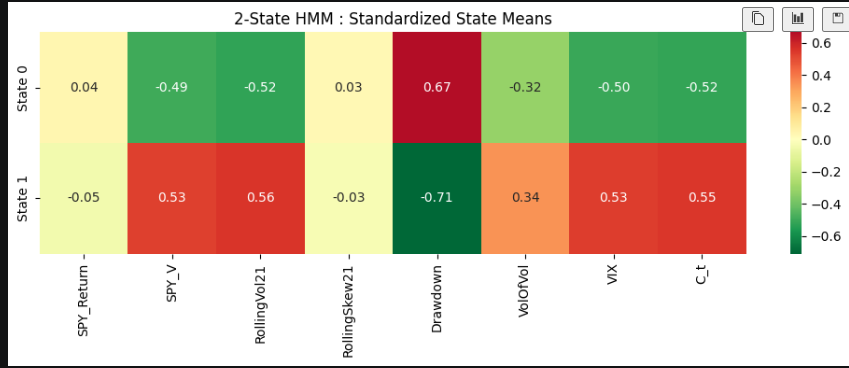 2-State HMM : Standardized State Means
State 0
0.04 -0.49 -0.52 0.03 0.67 -0.32 -0.50 -0.52
State 1
-0.05 0.53 0.56 -0.03 -0.71 0.34 0.53 0.55
SPY_Return
SPY_V
RollingVol21
RollingSkew21
Drawdown
VolOfVol
VIX
C_t
0.6
0.4
0.2
0.0
-0.2
-0.4
-0.6